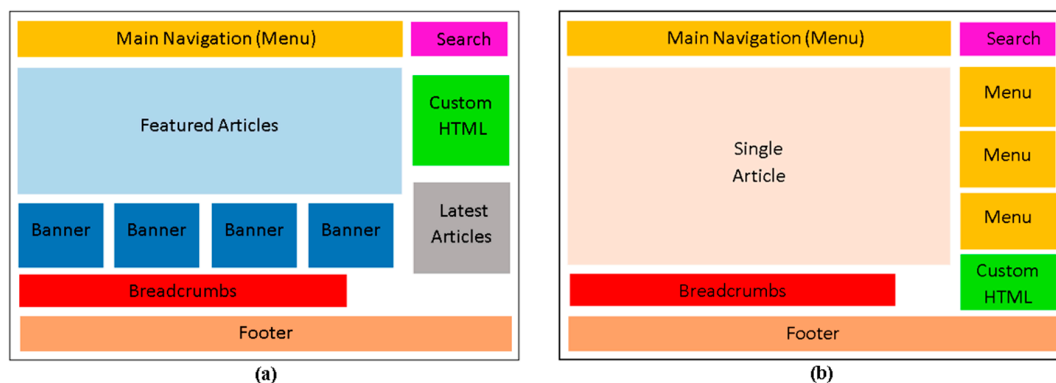 Main Navigation (Menu)
Search
Featured Articles
Custom
HTML
Banner
Banner
Banner
Banner
Latest
Articles
Breadcrumbs
Footer
(a)
Main Navigation (Menu)
Search
Single
Article
Menu
Menu
Menu
Custom
HTML
Breadcrumbs
Footer
(b)